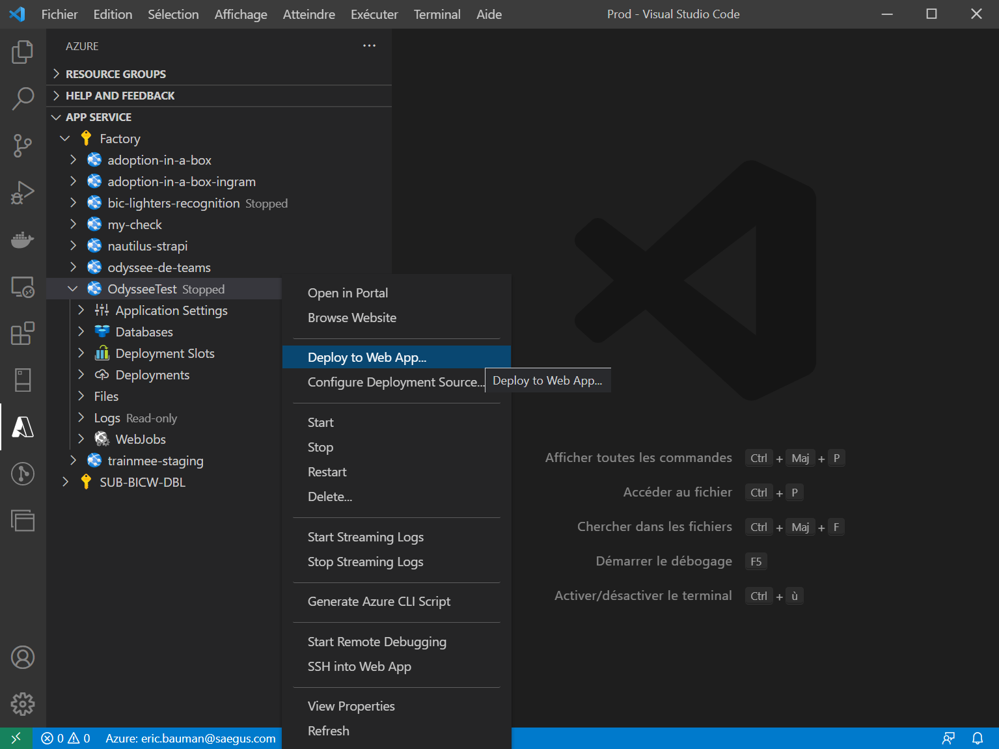 Fichier Edition Sélection Affichage Atteindre Exécuter Terminal Aide Prod - Visual Studio Code
AZURE
RESOURCE GROUPS
HELP AND FEEDBACK
APP SERVICE
Factory
adoption-in-a-box
adoption-in-a-box-ingram
bic-lighters-recognition Stopped
my-check
nautilus-strapi
odyssee-de-teams
OdysseeTest Stopped
Application Settings
Databases
Deployment Slots
Deployments
Files
Logs Read-only
WebJobs
trainmee-staging
SUB-BICW-DBL
Open in Portal
Browse Website
Deploy to Web App...
Configure Deployment Source...
Deploy to Web App...
Start
Stop
Restart
Delete...
Start Streaming Logs
Stop Streaming Logs
Generate Azure CLI Script
Start Remote Debugging
SSH into Web App
View Properties
Refresh
Afficher toutes les commandes Ctrl + Maj + P
Accéder au fichier Ctrl + P
Chercher dans les fichiers Ctrl + Maj + F
Démarrer le débogage F5
Activer/désactiver le terminal Ctrl + ù
0 0 Azure: eric.bauman@saegus.com